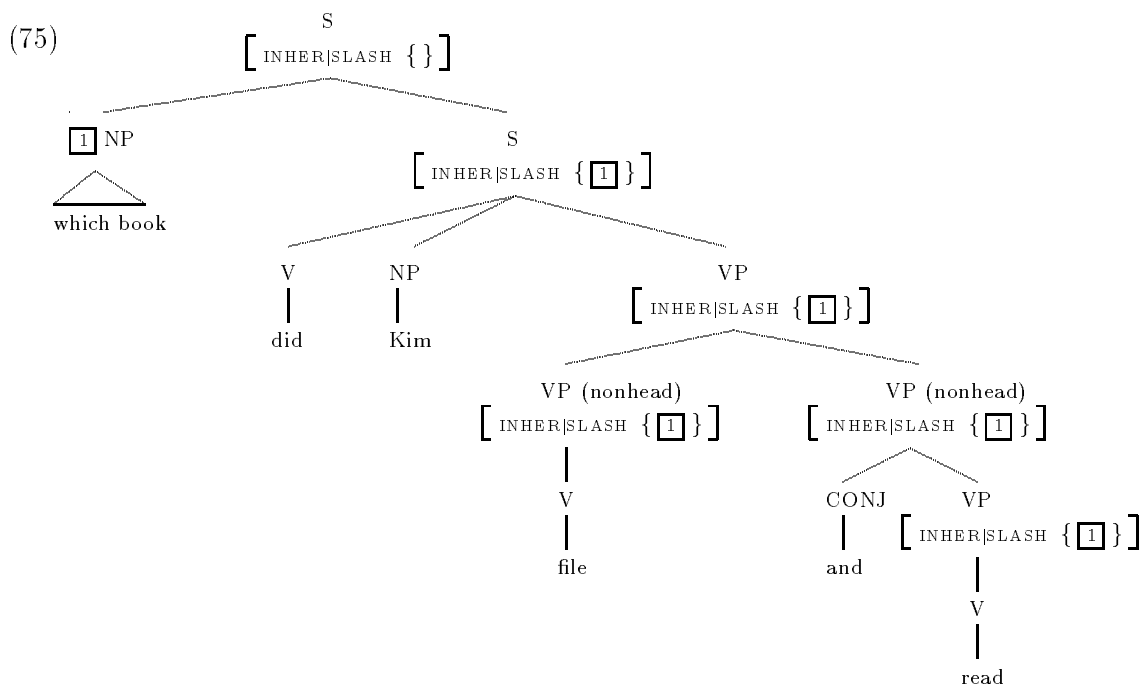 (75)
S
[ INHER|SLASH { } ]
1 NP
S
[ INHER|SLASH { 1 } ]
which book
V NP VP
[ INHER|SLASH { 1 } ]
did Kim
VP (nonhead) VP (nonhead)
[ INHER|SLASH { 1 } ] [ INHER|SLASH { 1 } ]
V CONJ VP
[ INHER|SLASH { 1 } ]
file and
V
read